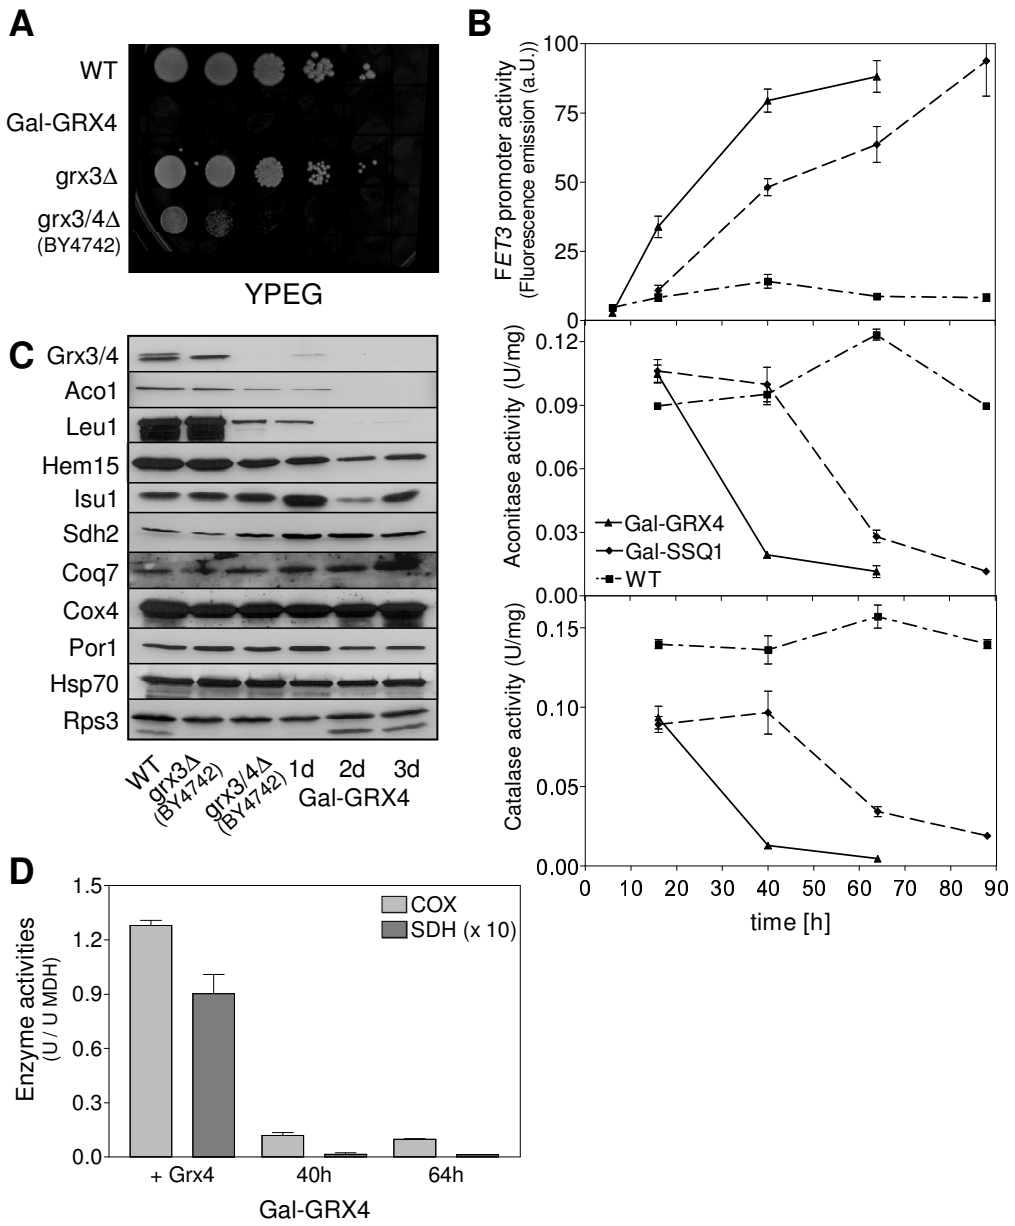 A
WT
Gal-GRX4
grx3Δ
grx3/4Δ
(BY4742)
YPEG
B
FET3 promoter activity
(Fluorescence emission (a.U.))
100
75
50
25
0
Aconitase activity (U/mg)
0.12
0.09
0.06
0.03
0.00
Gal-GRX4
Gal-SSQ1
WT
Catalase activity (U/mg)
0.15
0.10
0.05
0.00
0 10 20 30 40 50 60 70 80 90
time [h]
C
Grx3/4
Aco1
Leu1
Hem15
Isu1
Sdh2
Coq7
Cox4
Por1
Hsp70
Rps3
WT
grx3Δ
(BY4742)
grx3/4Δ
(BY4742)
1d 2d 3d
Gal-GRX4
D
Enzyme activities
(U / U MDH)
1.5
1.2
0.9
0.6
0.3
0.0
COX
SDH (x 10)
+ Grx4 40h 64h
Gal-GRX4